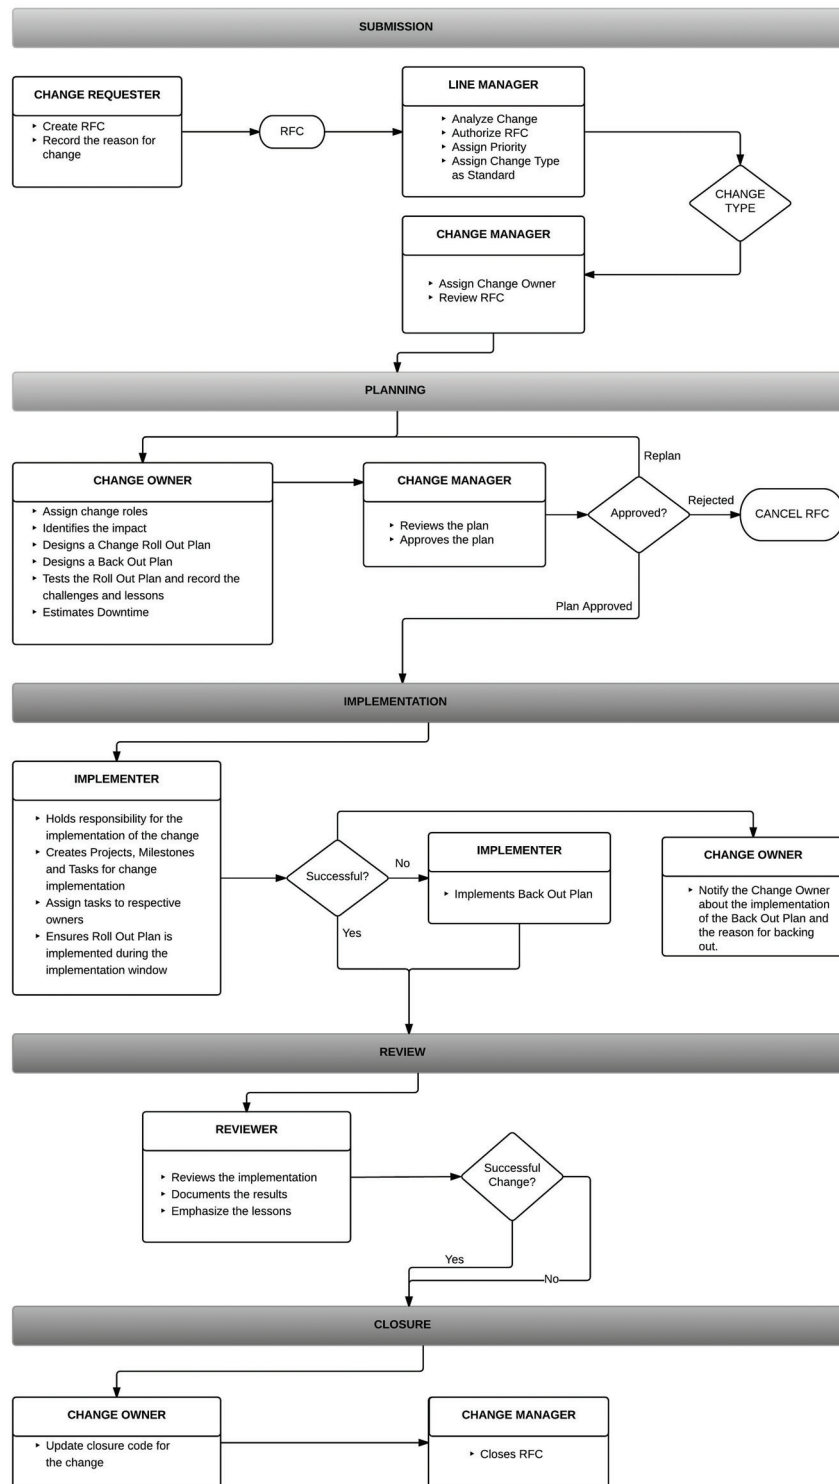 SUBMISSION
CHANGE REQUESTER
‣ Create RFC
‣ Record the reason for
change
RFC
LINE MANAGER
‣ Analyze Change
‣ Authorize RFC
‣ Assign Priority
‣ Assign Change Type
as Standard
CHANGE
TYPE
CHANGE MANAGER
‣ Assign Change Owner
‣ Review RFC
PLANNING
Replan
CHANGE OWNER
‣ Assign change roles
‣ Identifies the impact
‣ Designs a Change Roll Out Plan
‣ Designs a Back Out Plan
‣ Tests the Roll Out Plan and record the
challenges and lessons
‣ Estimates Downtime
CHANGE MANAGER
‣ Reviews the plan
‣ Approves the plan
Approved?
Rejected
CANCEL RFC
Plan Approved
IMPLEMENTATION
IMPLEMENTER
‣ Holds responsibility for the
implementation of the change
‣ Creates Projects, Milestones
and Tasks for change
implementation
‣ Assign tasks to respective
owners
‣ Ensures Roll Out Plan is
implemented during the
implementation window
Successful?
No
Yes
IMPLEMENTER
‣ Implements Back Out Plan
CHANGE OWNER
‣ Notify the Change Owner
about the implementation
of the Back Out Plan and
the reason for backing
out.
REVIEW
REVIEWER
‣ Reviews the implementation
‣ Documents the results
‣ Emphasize the lessons
Successful
Change?
Yes
No
CLOSURE
CHANGE OWNER
‣ Update closure code for
the change
CHANGE MANAGER
‣ Closes RFC